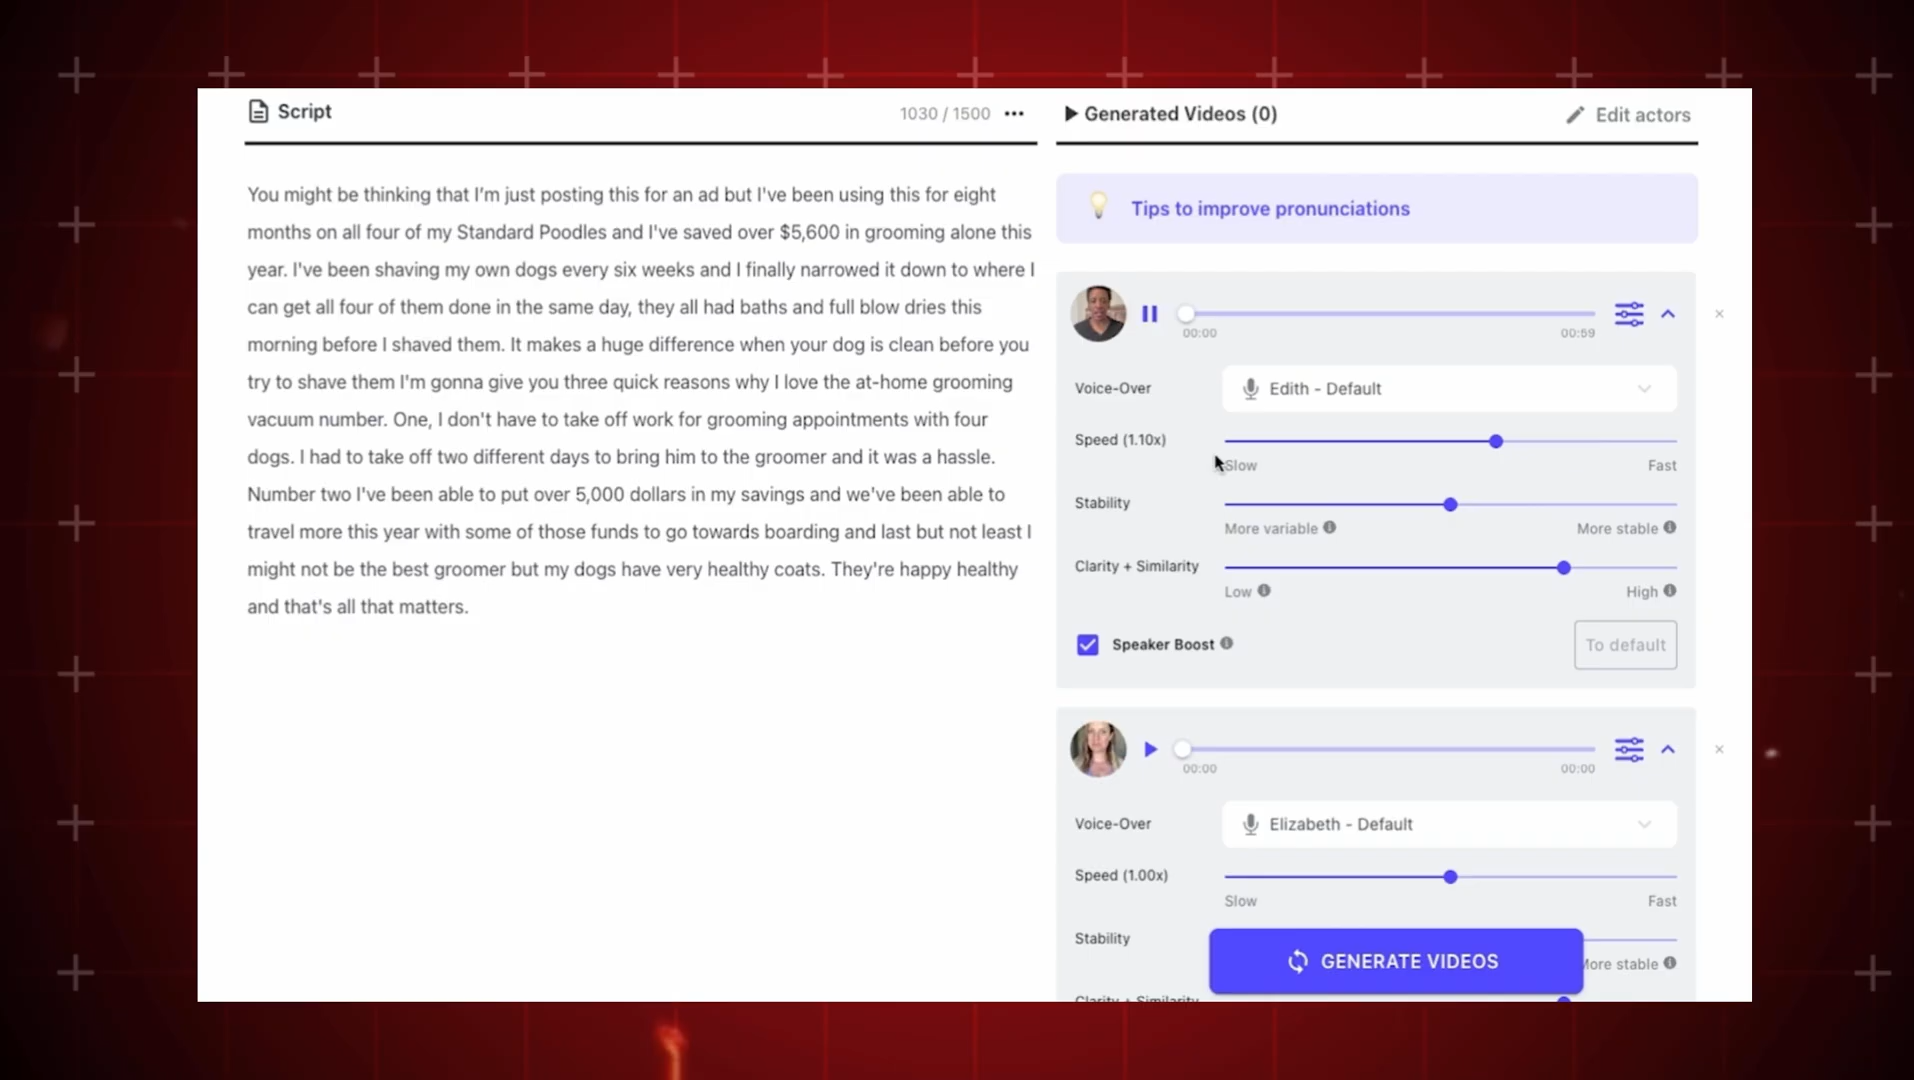 Script
1030 / 1500
You might be thinking that I'm just posting this for an ad but I've been using this for eight
months on all four of my Standard Poodles and I've saved over $5,600 in grooming alone this
year. I've been shaving my own dogs every six weeks and I finally narrowed it down to where I
can get all four of them done in the same day, they all had baths and full blow dries this
morning before I shaved them. It makes a huge difference when your dog is clean before you
try to shave them I'm gonna give you three quick reasons why I love the at-home grooming
vacuum number. One, I don't have to take off work for grooming appointments with four
dogs. I had to take off two different days to bring him to the groomer and it was a hassle.
Number two I've been able to put over 5,000 dollars in my savings and we've been able to
travel more this year with some of those funds to go towards boarding and last but not least I
might not be the best groomer but my dogs have very healthy coats. They're happy healthy
and that's all that matters.
Generated Videos (0)
Edit actors
Tips to improve pronunciations
00:00
00:59
Voice-Over
Edith - Default
Speed (1.10x)
Slow
Fast
Stability
More variable
More stable
Clarity + Similarity
Low
High
Speaker Boost
To default
00:00
00:00
Voice-Over
Elizabeth - Default
Speed (1.00x)
Slow
Fast
Stability
More stable
GENERATE VIDEOS
Clarity + Similarity